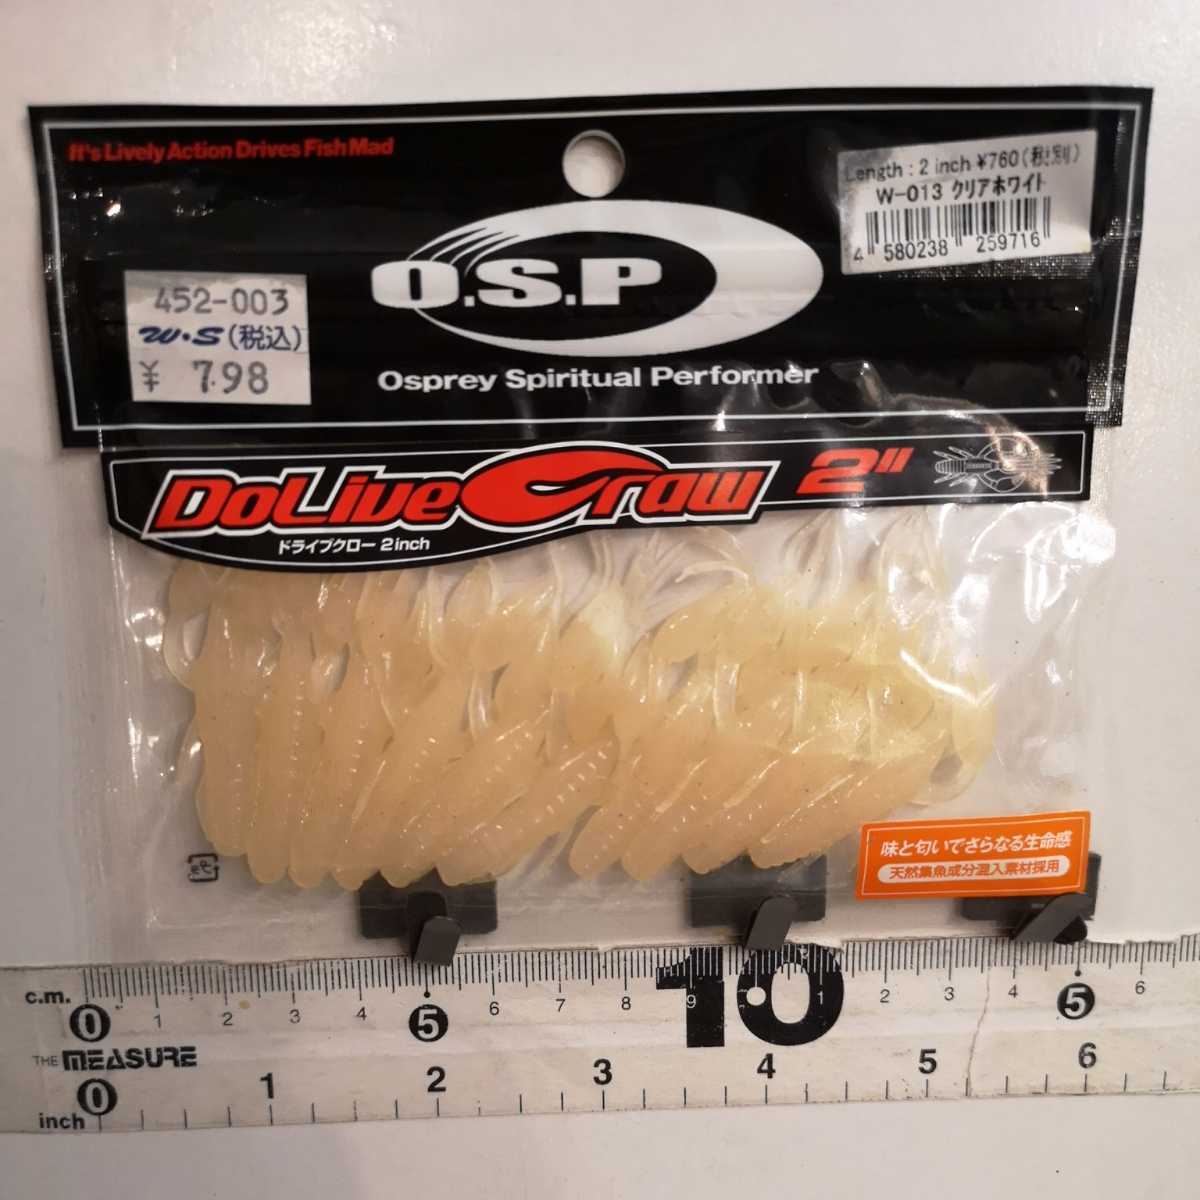 It's Lively Action Drives Fish Mad
Length : 2 inch ¥760(税別)
W-013 クリアホワイト
4 580238 259716
O.S.P
Osprey Spiritual Performer
452-003
W・S(税込)
¥ 798
DoLive Craw 2"
ドライブクロー 2inch
味と匂いでさらなる生命感
天然集魚成分混入素材採用
プラ
c.m. 0 1 2 3 4 5 6 7 8 9 10 1 2 3 4 5 6
THE MEASURE
inch 0 1 2 3 4 5 6